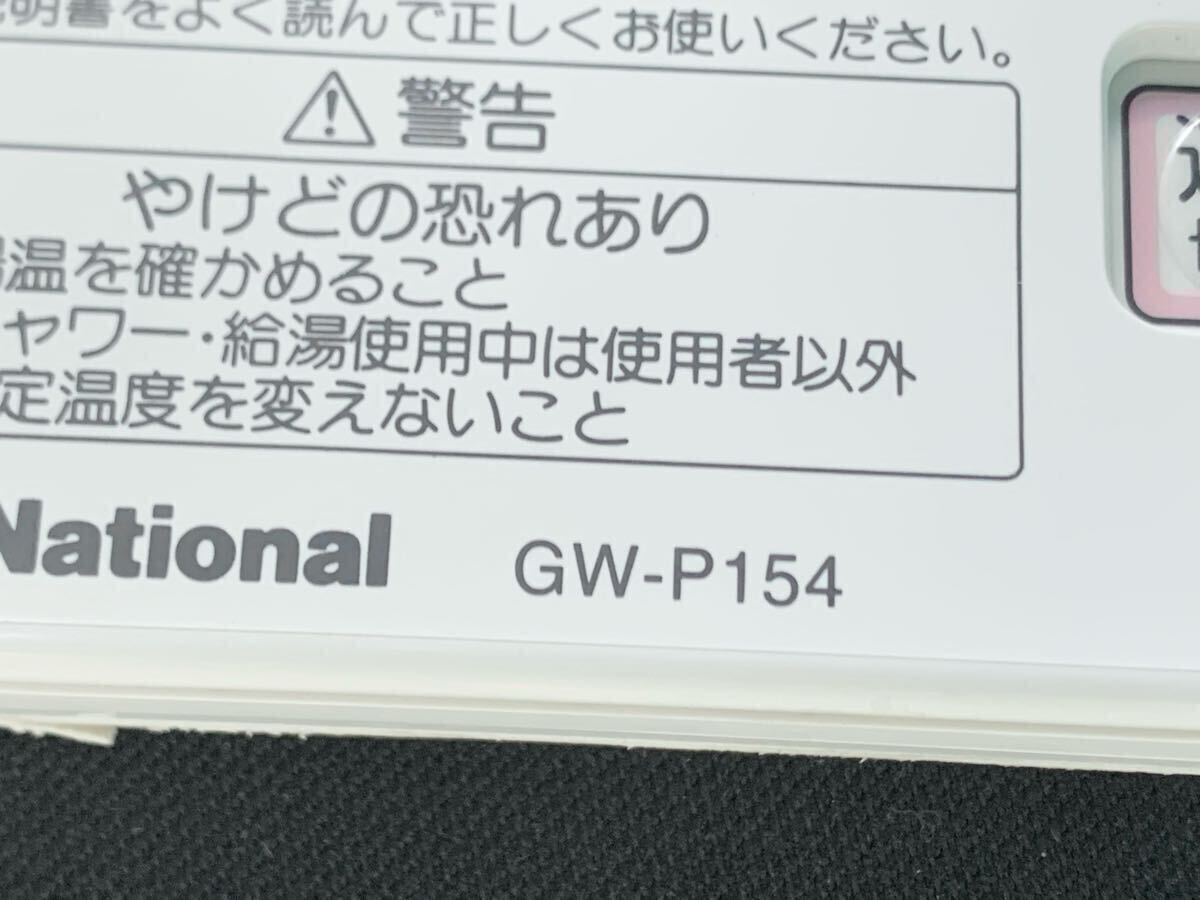 明書をよく読んで正しくお使いください。
警告
やけどの恐れあり
湯温を確かめること
シャワー・給湯使用中は使用者以外
定温度を変えないこと
National GW-P154